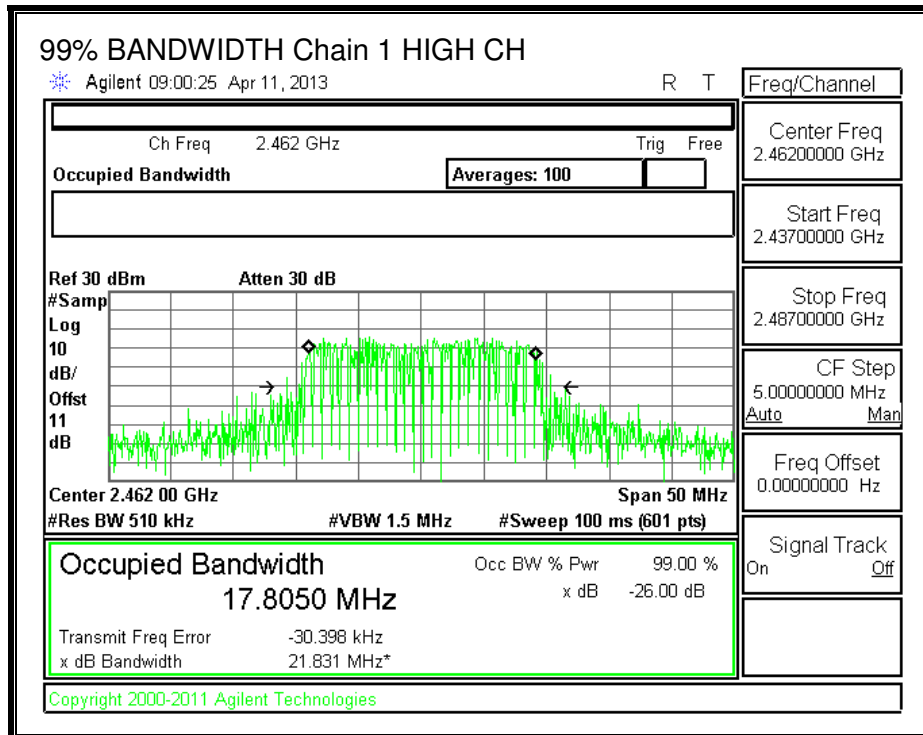 99% BANDWIDTH Chain 1 HIGH CH
Agilent 09:00:25 Apr 11, 2013 R T
Freq/Channel
Ch Freq 2.462 GHz Trig Free
Occupied Bandwidth Averages: 100
Ref 30 dBm Atten 30 dB
#Samp
Log
10
dB/
Offst
11
dB
Center 2.462 00 GHz Span 50 MHz
#Res BW 510 kHz #VBW 1.5 MHz #Sweep 100 ms (601 pts)
Occupied Bandwidth Occ BW % Pwr 99.00 %
17.8050 MHz x dB -26.00 dB
Transmit Freq Error -30.398 kHz
x dB Bandwidth 21.831 MHz*
Copyright 2000-2011 Agilent Technologies
Center Freq
2.46200000 GHz
Start Freq
2.43700000 GHz
Stop Freq
2.48700000 GHz
CF Step
5.00000000 MHz
Auto Man
Freq Offset
0.00000000 Hz
Signal Track
On Off